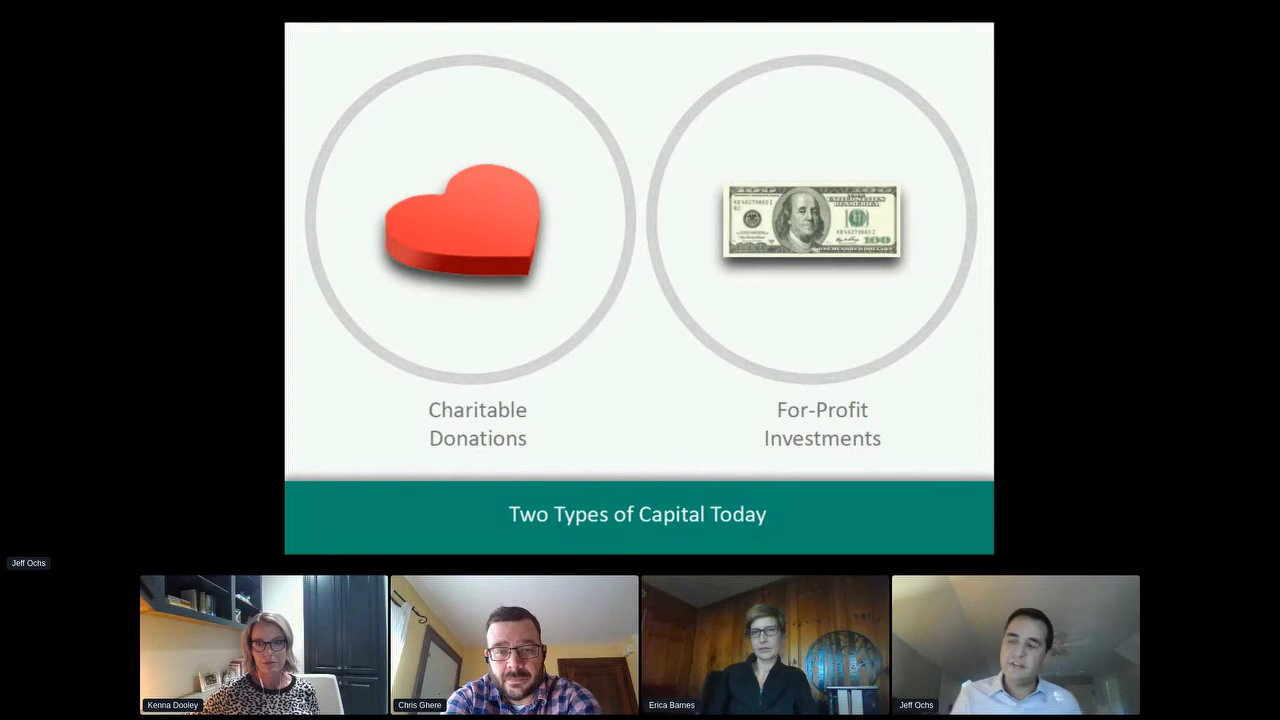 Charitable
Donations
For-Profit
Investments
Two Types of Capital Today
Jeff Ochs
Kenna Dooley
Chris Ghere
Erica Barnes
Jeff Ochs
100